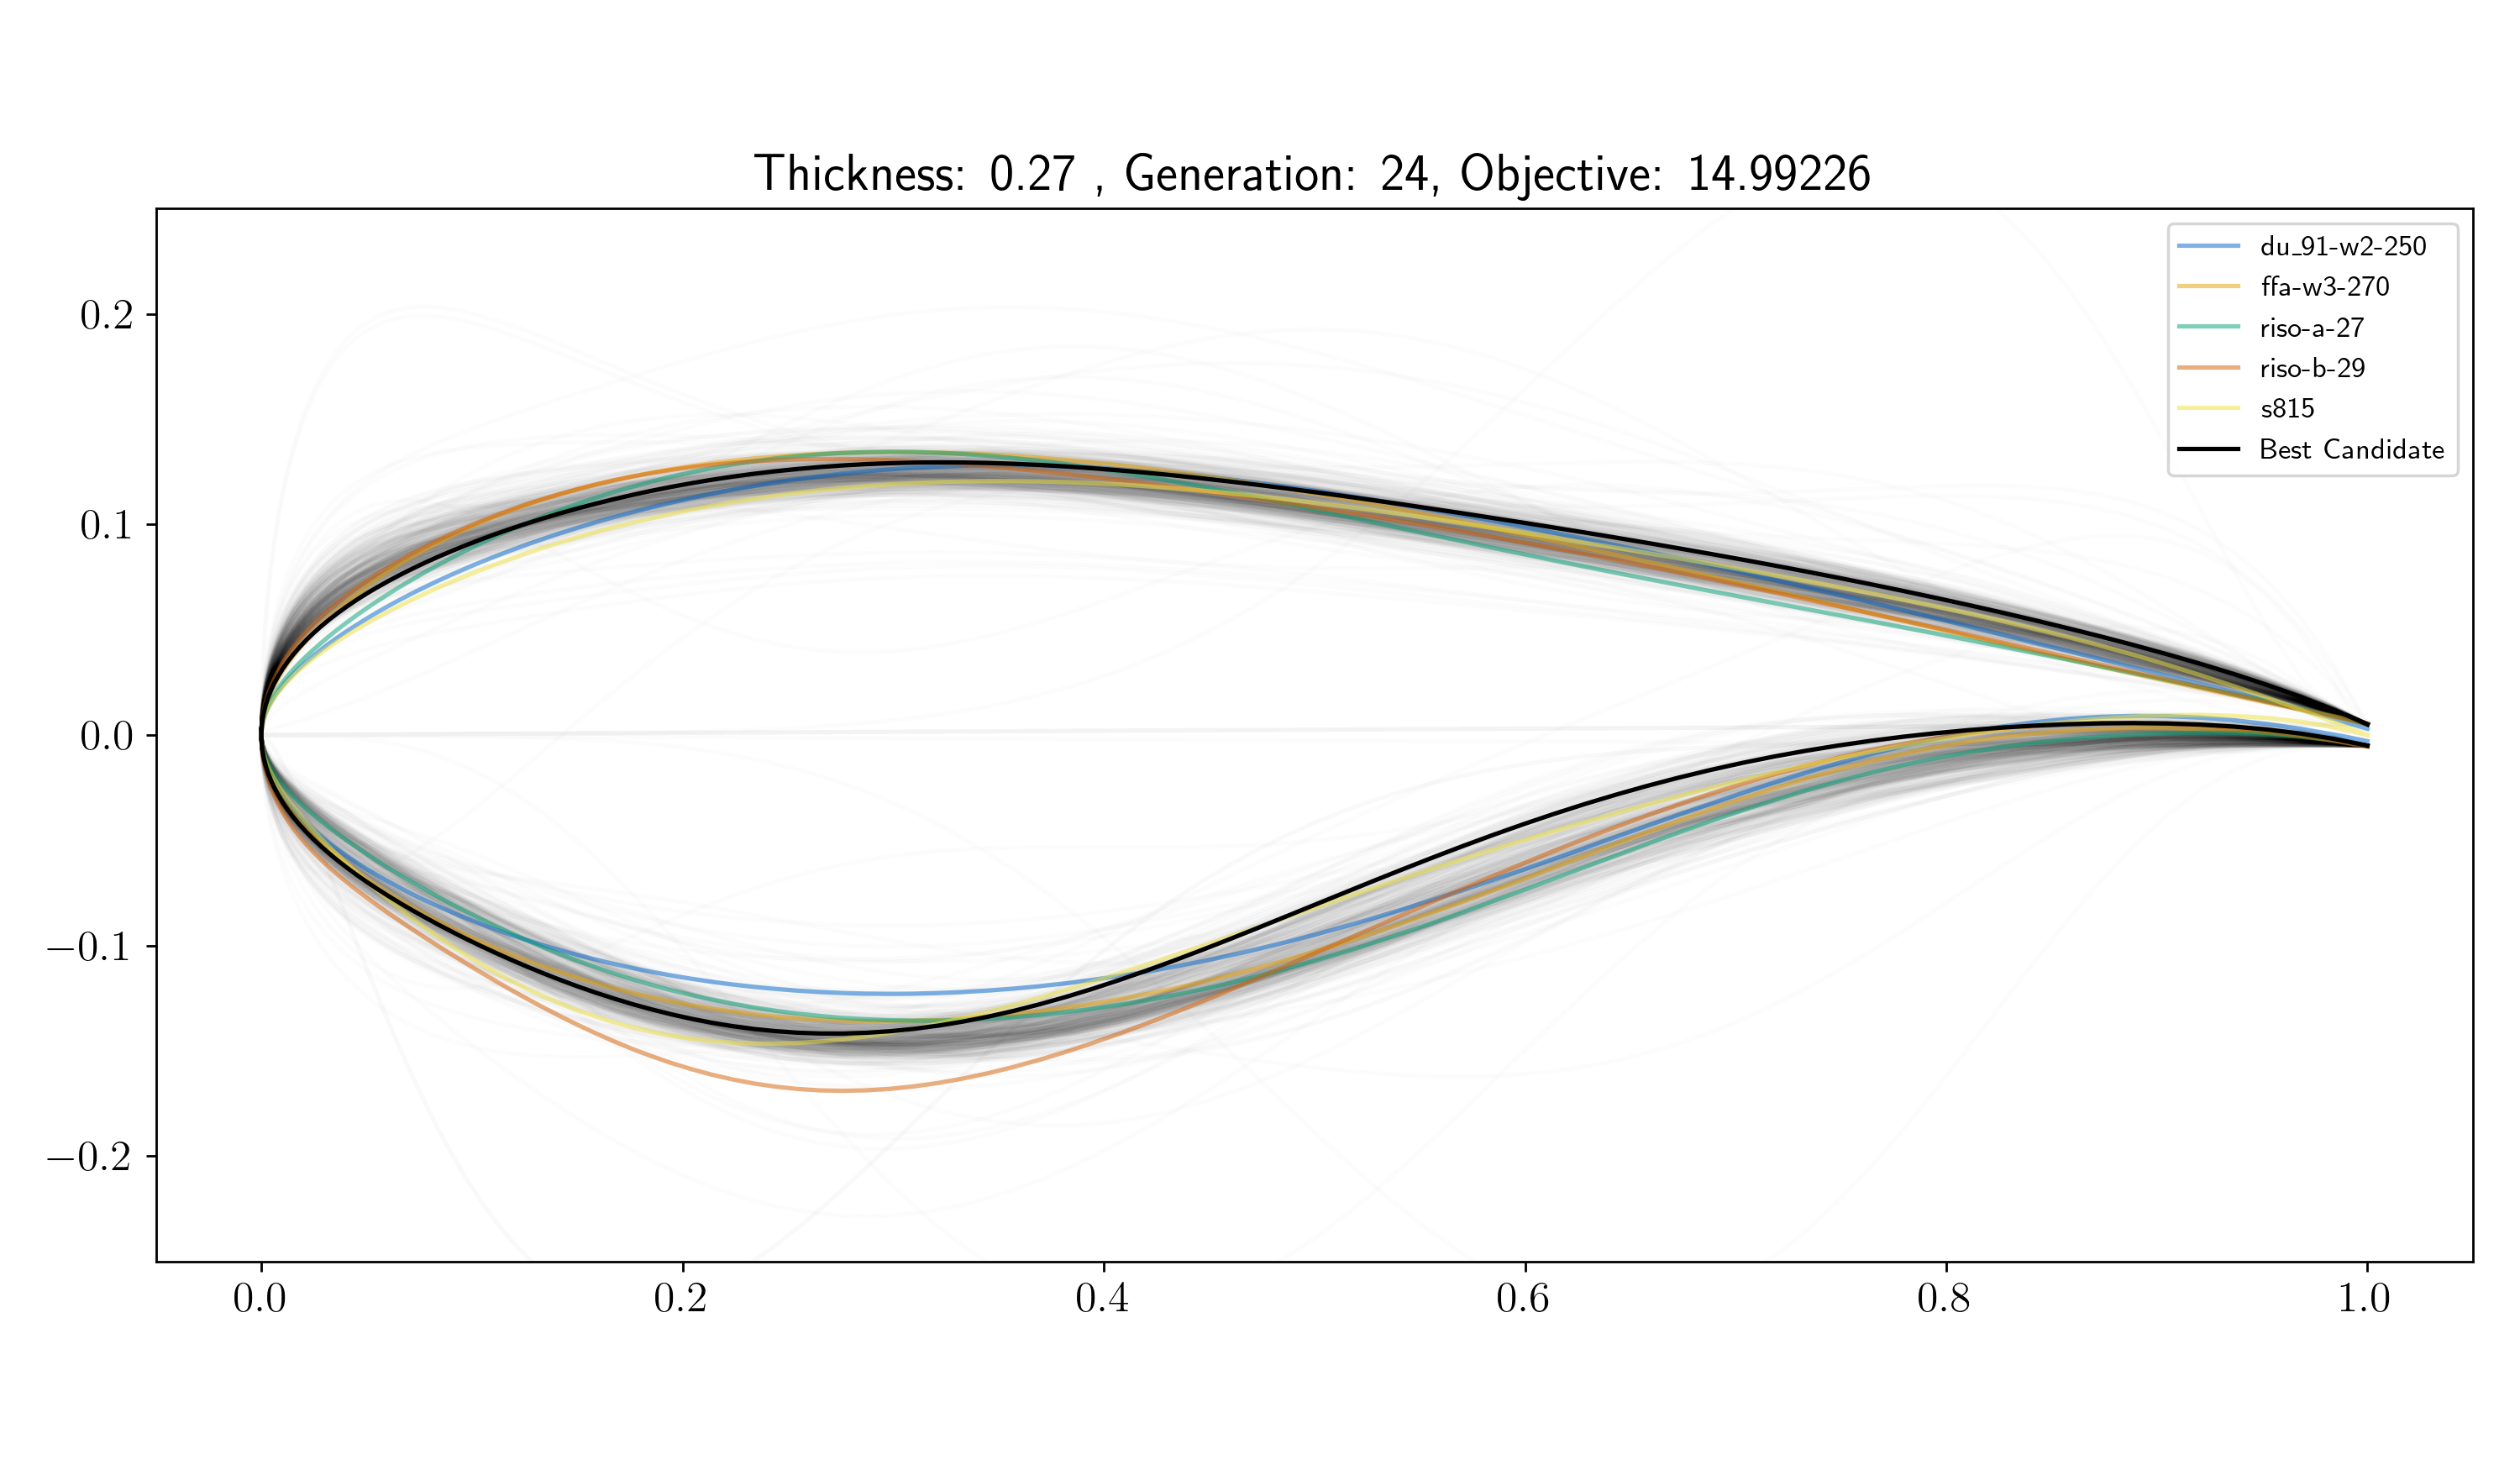 Thickness: 0.27 , Generation: 24, Objective: 14.99226
du_91-w2-250
ffa-w3-270
riso-a-27
riso-b-29
s815
Best Candidate
0.2
0.1
0.0
−0.1
−0.2
0.0 0.2 0.4 0.6 0.8 1.0